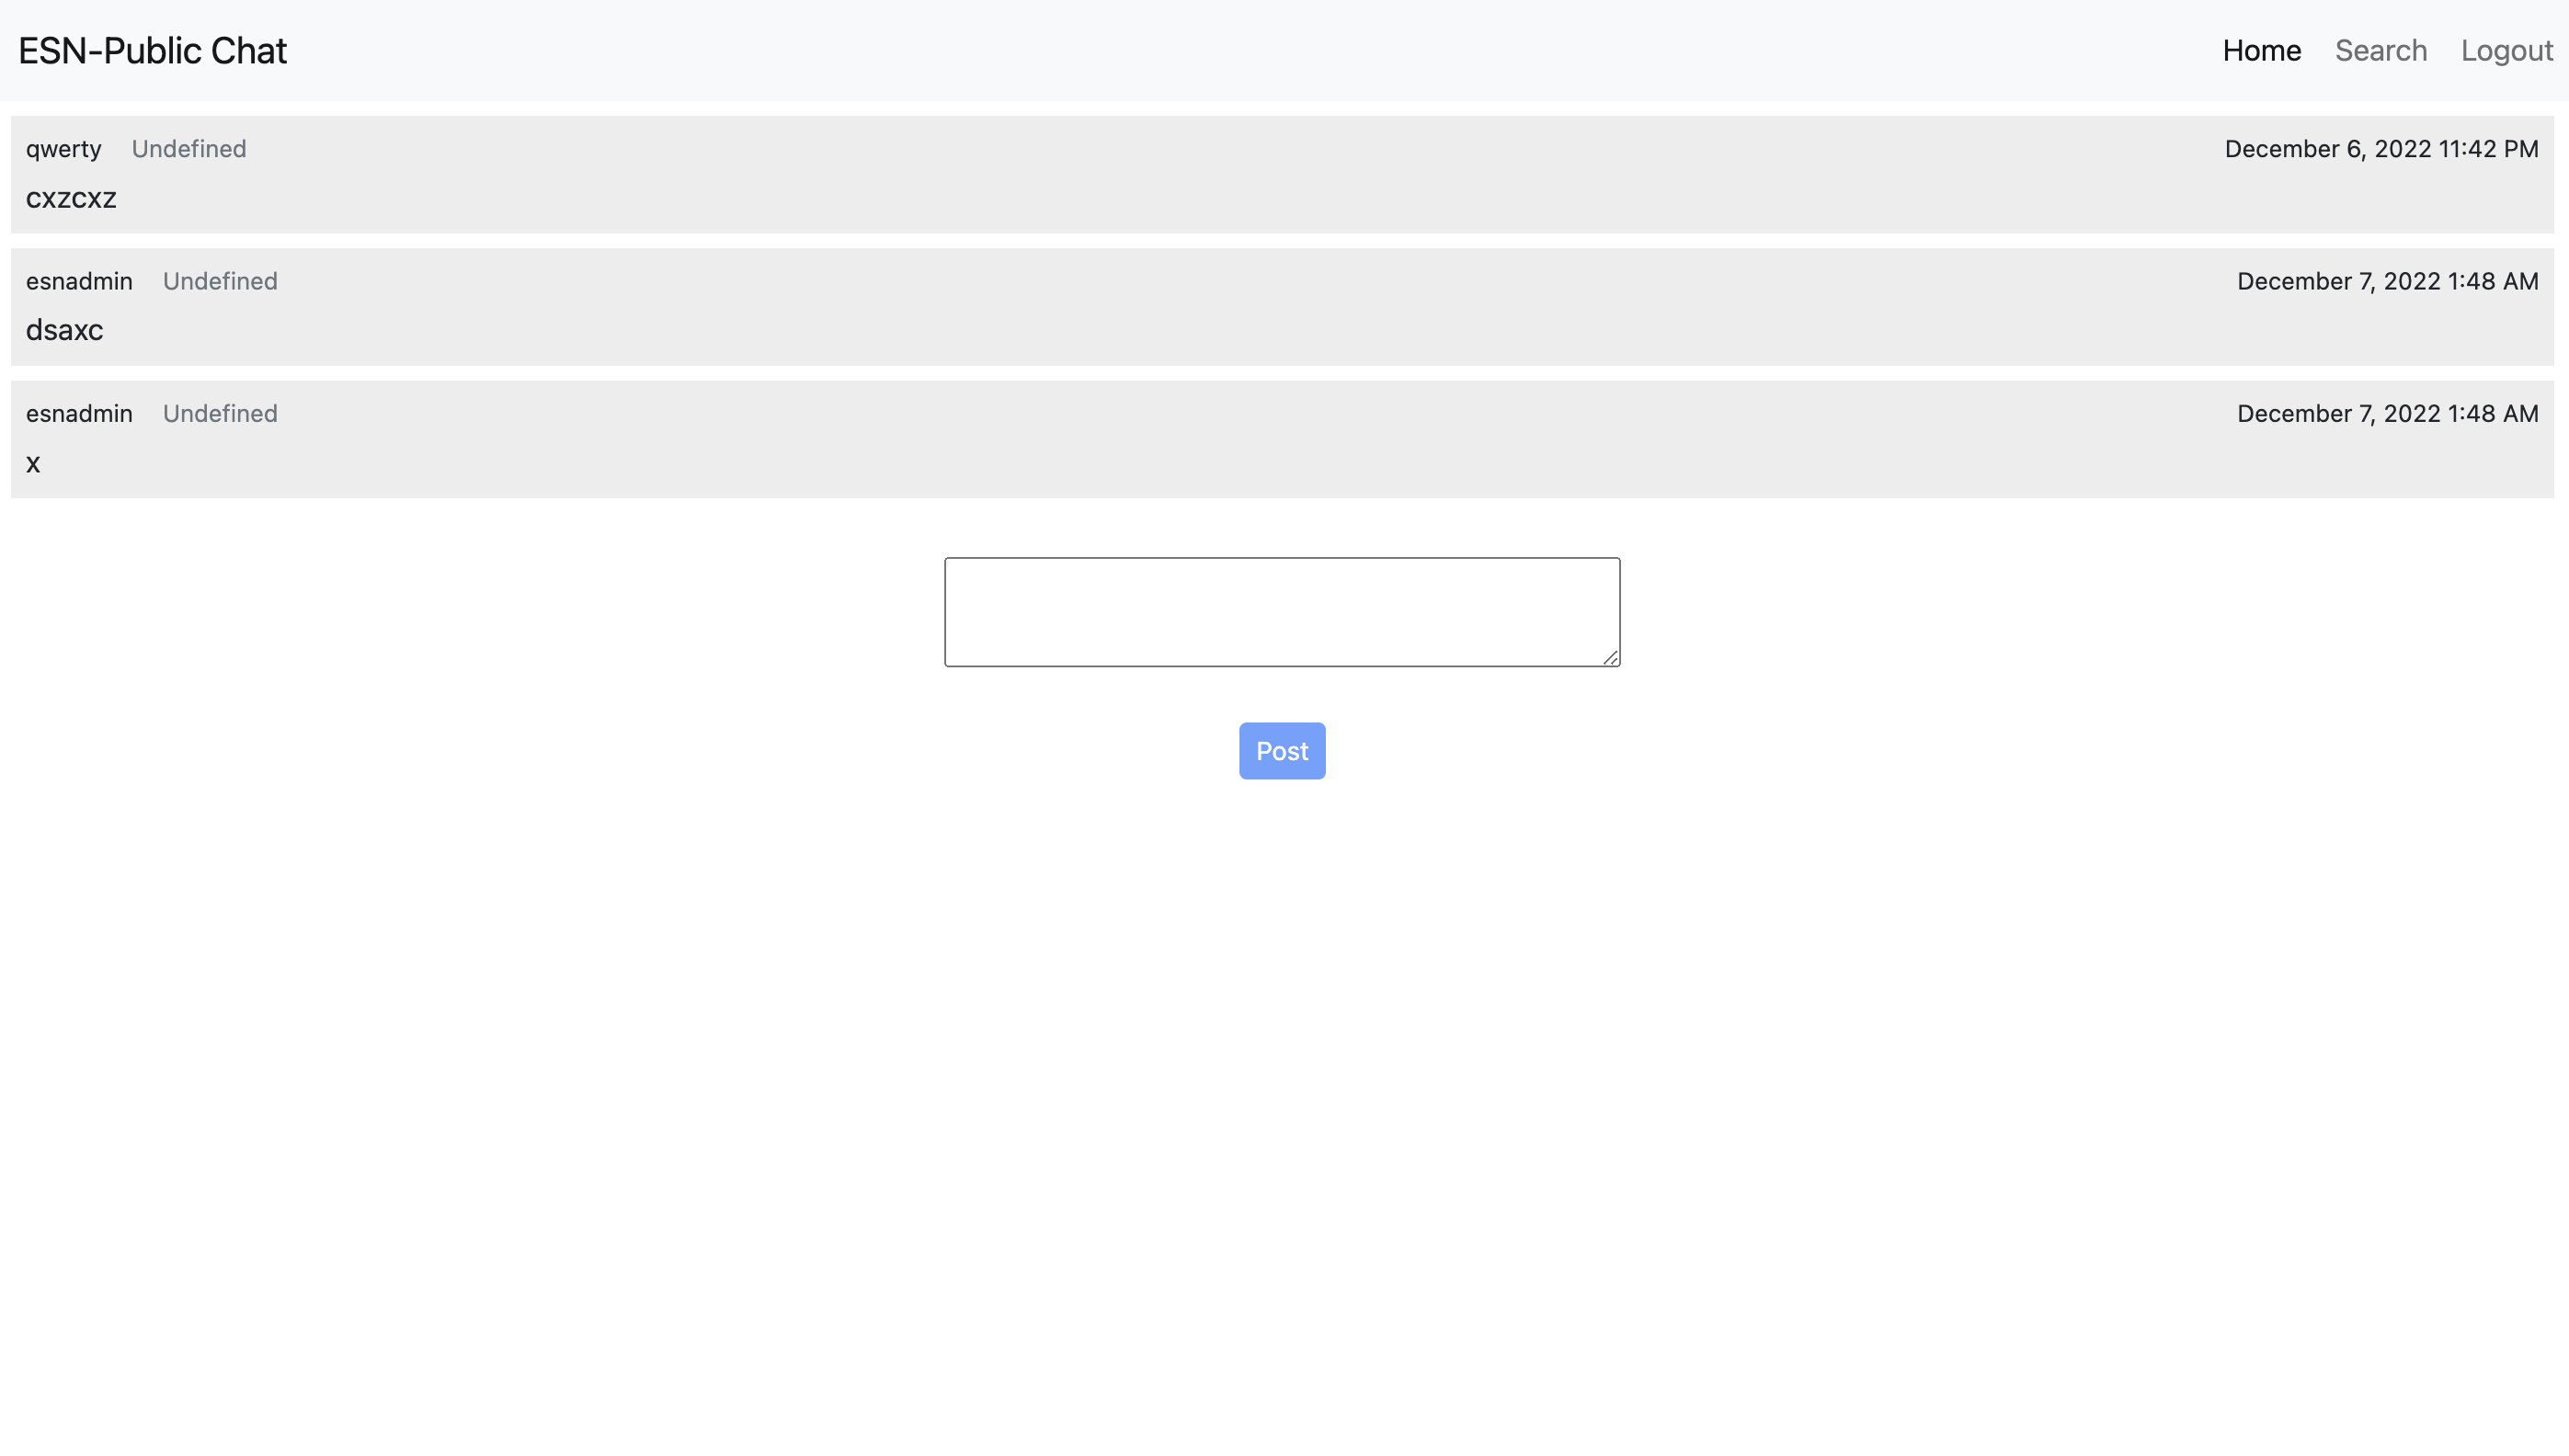 ESN-Public Chat Home Search Logout
qwerty Undefined December 6, 2022 11:42 PM
cxzcxz
esnadmin Undefined December 7, 2022 1:48 AM
dsaxc
esnadmin Undefined December 7, 2022 1:48 AM
x
Post